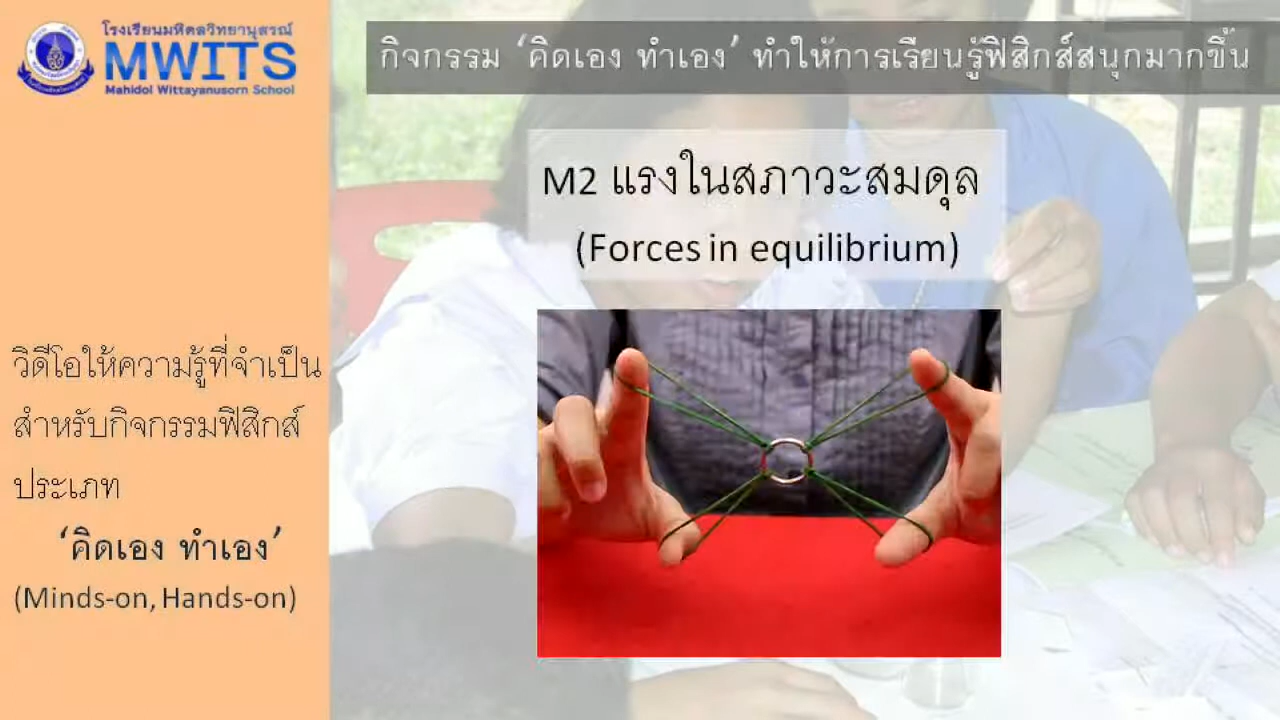 โรงเรียนมหิดลวิทยานุสรณ์
MWITS
Mahidol Wittayanusorn School
กิจกรรม ‘คิดเอง ทำเอง’ ทำให้การเรียนรู้ฟิสิกส์สนุกมากขึ้น
M2 แรงในสภาวะสมดุล
(Forces in equilibrium)
วิดีโอให้ความรู้ที่จำเป็น
สำหรับกิจกรรมฟิสิกส์
ประเภท
‘คิดเอง ทำเอง’
(Minds-on, Hands-on)